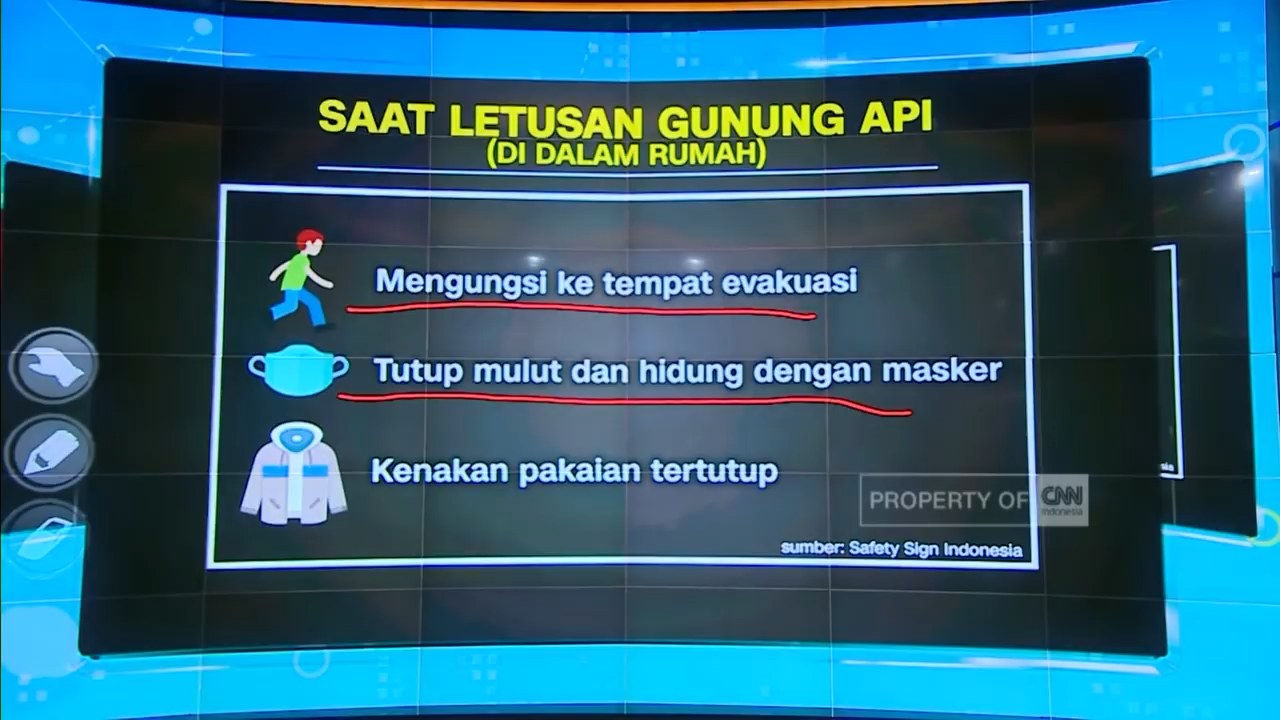 SAAT LETUSAN GUNUNG API
(DI DALAM RUMAH)
Mengungsi ke tempat evakuasi
Tutup mulut dan hidung dengan masker
Kenakan pakaian tertutup
PROPERTY OF CNN Indonesia
sumber: Safety Sign Indonesia